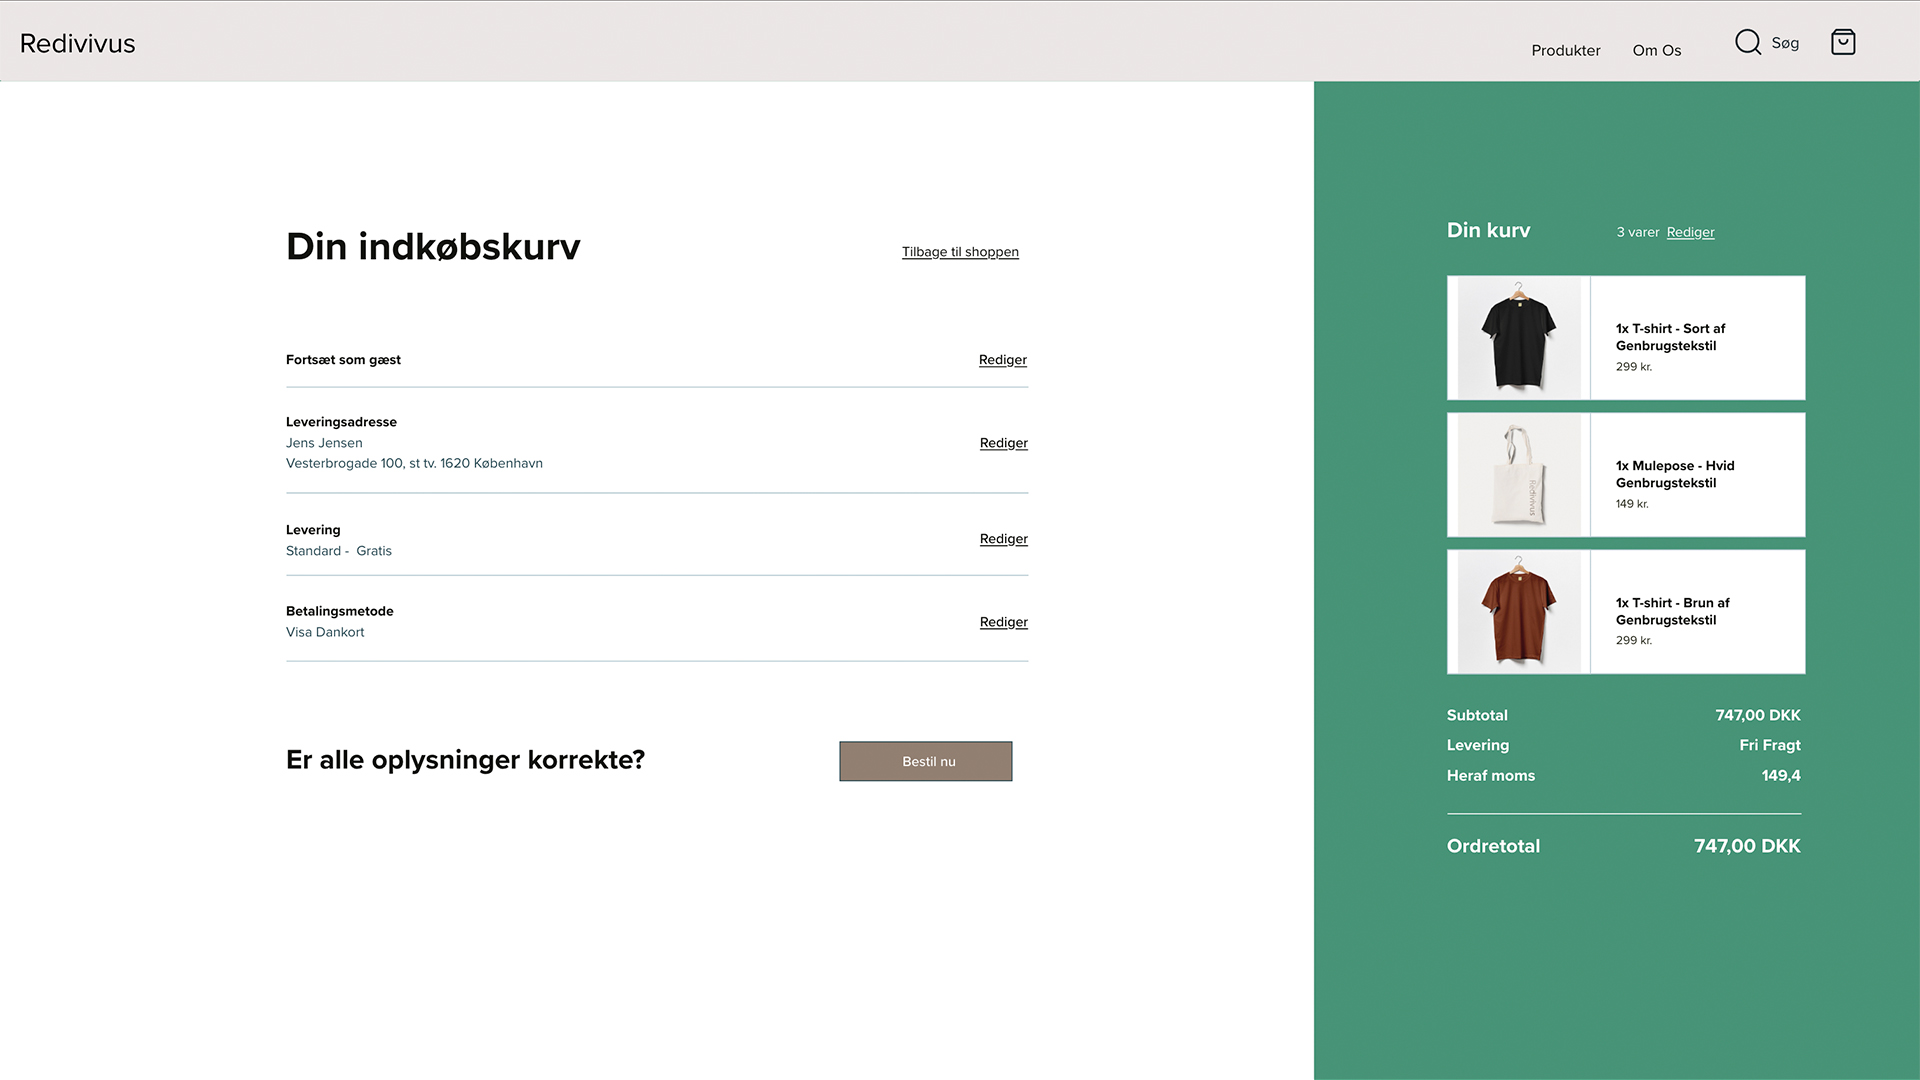 Redivivus
Produkter
Om Os
Søg
Din indkøbskurv
Tilbage til shoppen
Fortsæt som gæst
Rediger
Leveringsadresse
Jens Jensen
Vesterbrogade 100, st tv. 1620 København
Rediger
Levering
Standard - Gratis
Rediger
Betalingsmetode
Visa Dankort
Rediger
Er alle oplysninger korrekte?
Bestil nu
Din kurv
3 varer Rediger
1x T-shirt - Sort af
Genbrugstekstil
299 kr.
Redivivus
1x Mulepose - Hvid
Genbrugstekstil
149 kr.
1x T-shirt - Brun af
Genbrugstekstil
299 kr.
Subtotal 747,00 DKK
Levering Fri Fragt
Heraf moms 149,4
Ordretotal 747,00 DKK